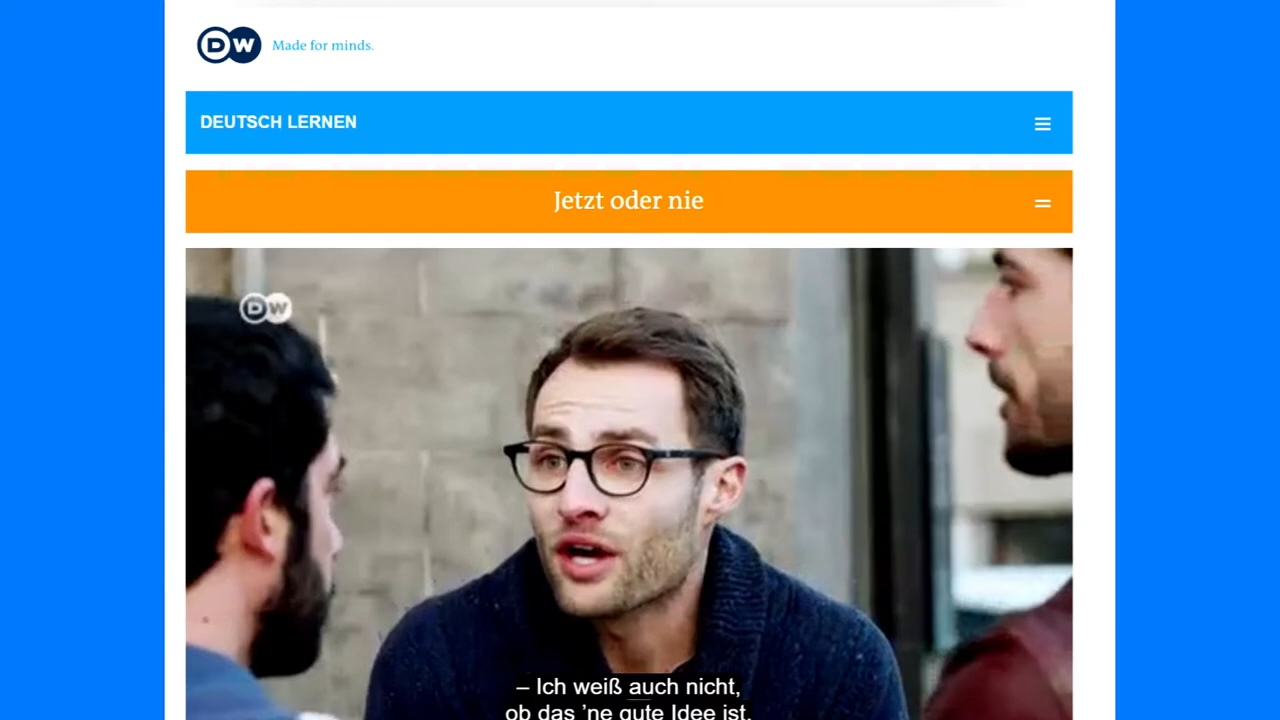 DW Made for minds.
DEUTSCH LERNEN
Jetzt oder nie
DW
– Ich weiß auch nicht,
ob das ’ne gute Idee ist.